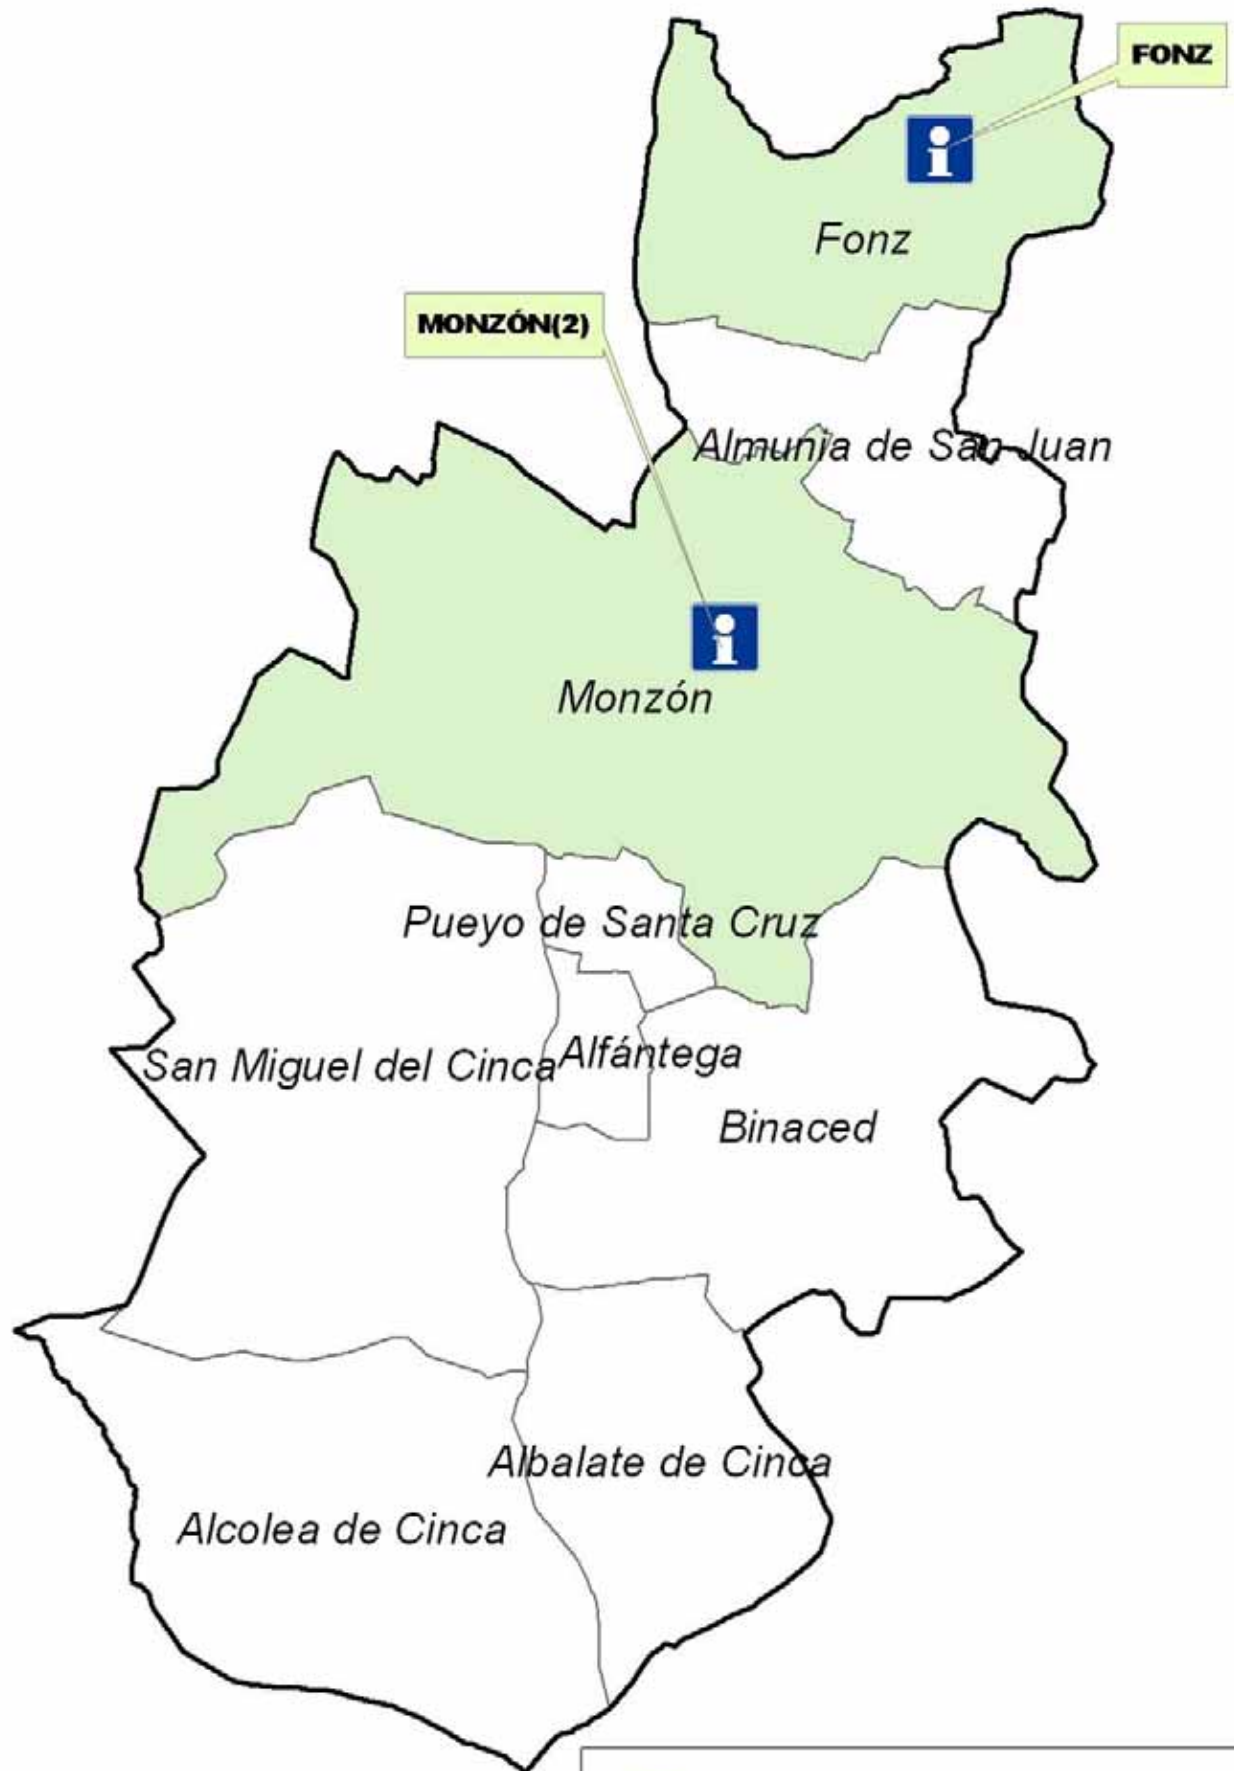 FONZ
Fonz
MONZÓN(2)
Almunia de San Juan
i
i
Monzón
Pueyo de Santa Cruz
San Miguel del Cinca
Alfántega
Binaced
Albalate de Cinca
Alcolea de Cinca